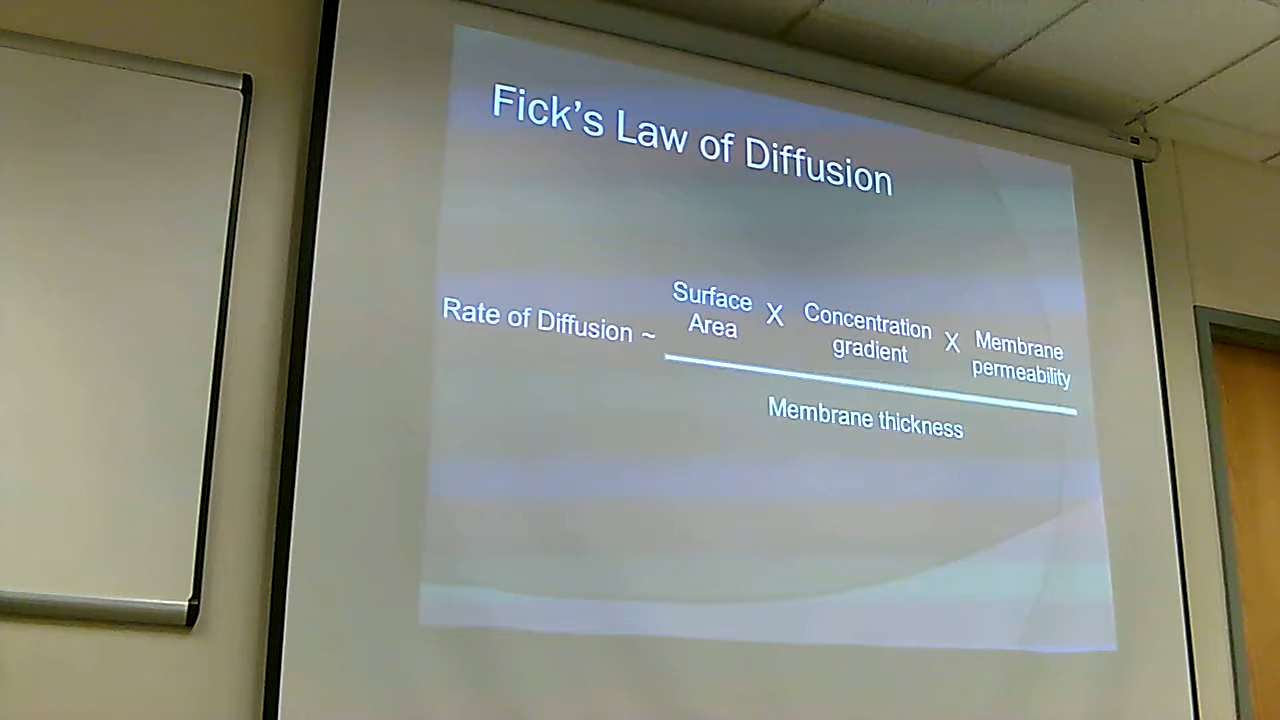 Fick's Law of Diffusion
Rate of Diffusion ~
Surface
Area
X
Concentration
gradient
X
Membrane
permeability
Membrane thickness